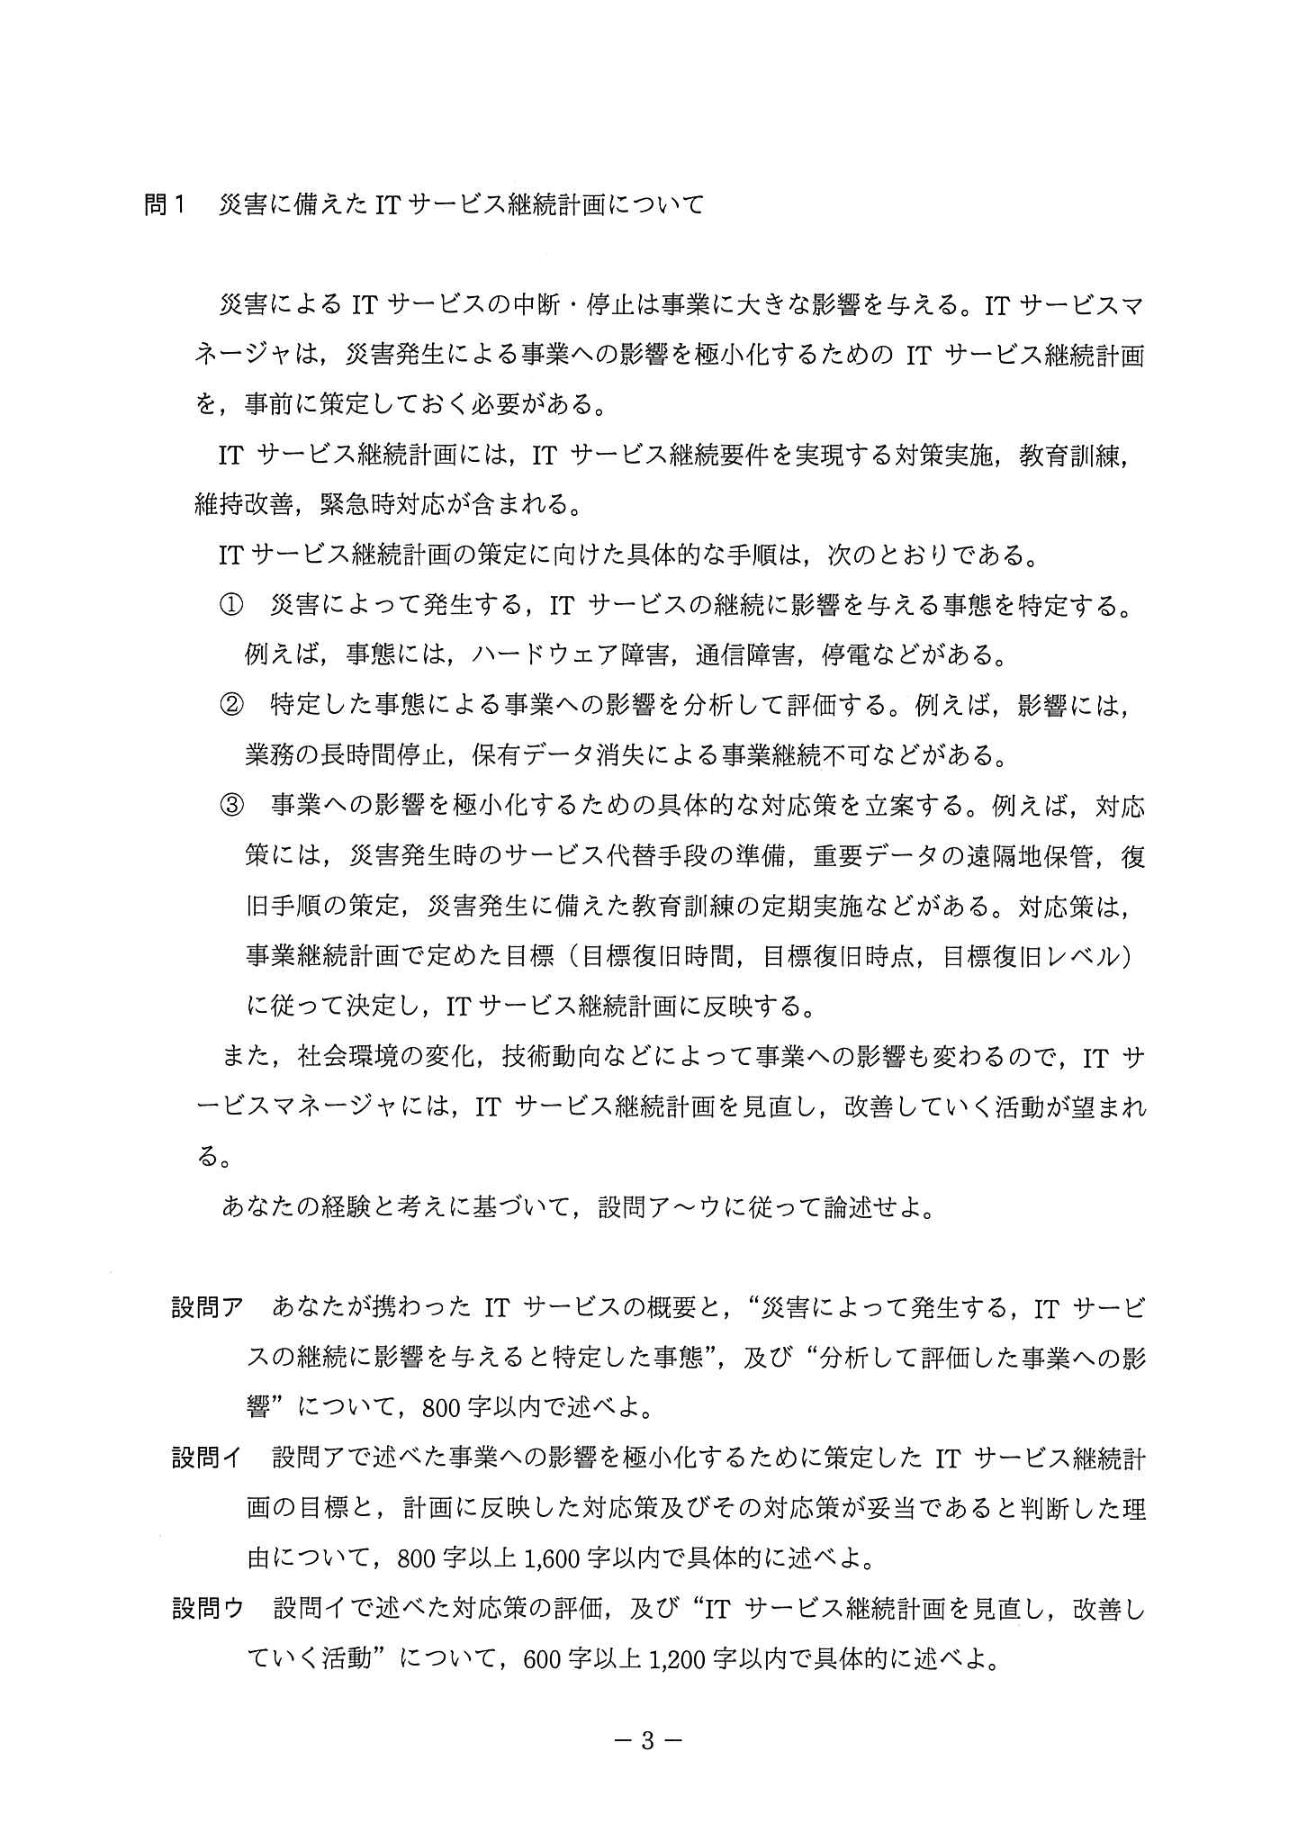 問1 災害に備えた IT サービス継続計画について
災害による IT サービスの中断・停止は事業に大きな影響を与える。IT サービスマ
ネージャは，災害発生による事業への影響を極小化するための IT サービス継続計画
を，事前に策定しておく必要がある。
IT サービス継続計画には，IT サービス継続要件を実現する対策実施，教育訓練，
維持改善，緊急時対応が含まれる。
IT サービス継続計画の策定に向けた具体的な手順は，次のとおりである。
① 災害によって発生する，IT サービスの継続に影響を与える事態を特定する。
例えば，事態には，ハードウェア障害，通信障害，停電などがある。
② 特定した事態による事業への影響を分析して評価する。例えば，影響には，
業務の長時間停止，保有データ消失による事業継続不可などがある。
③ 事業への影響を極小化するための具体的な対応策を立案する。例えば，対応
策には，災害発生時のサービス代替手段の準備，重要データの遠隔地保管，復
旧手順の策定，災害発生に備えた教育訓練の定期実施などがある。対応策は，
事業継続計画で定めた目標（目標復旧時間，目標復旧時点，目標復旧レベル）
に従って決定し，IT サービス継続計画に反映する。
また，社会環境の変化，技術動向などによって事業への影響も変わるので，IT サ
ービスマネージャには，IT サービス継続計画を見直し，改善していく活動が望まれ
る。
あなたの経験と考えに基づいて，設問ア～ウに従って論述せよ。
設問ア あなたが携わった IT サービスの概要と，“災害によって発生する，IT サービ
スの継続に影響を与えると特定した事態”，及び“分析して評価した事業への影
響”について，800 字以内で述べよ。
設問イ 設問アで述べた事業への影響を極小化するために策定した IT サービス継続計
画の目標と，計画に反映した対応策及びその対応策が妥当であると判断した理
由について，800 字以上 1,600 字以内で具体的に述べよ。
設問ウ 設問イで述べた対応策の評価，及び“IT サービス継続計画を見直し，改善し
ていく活動”について，600 字以上 1,200 字以内で具体的に述べよ。
－ 3 －